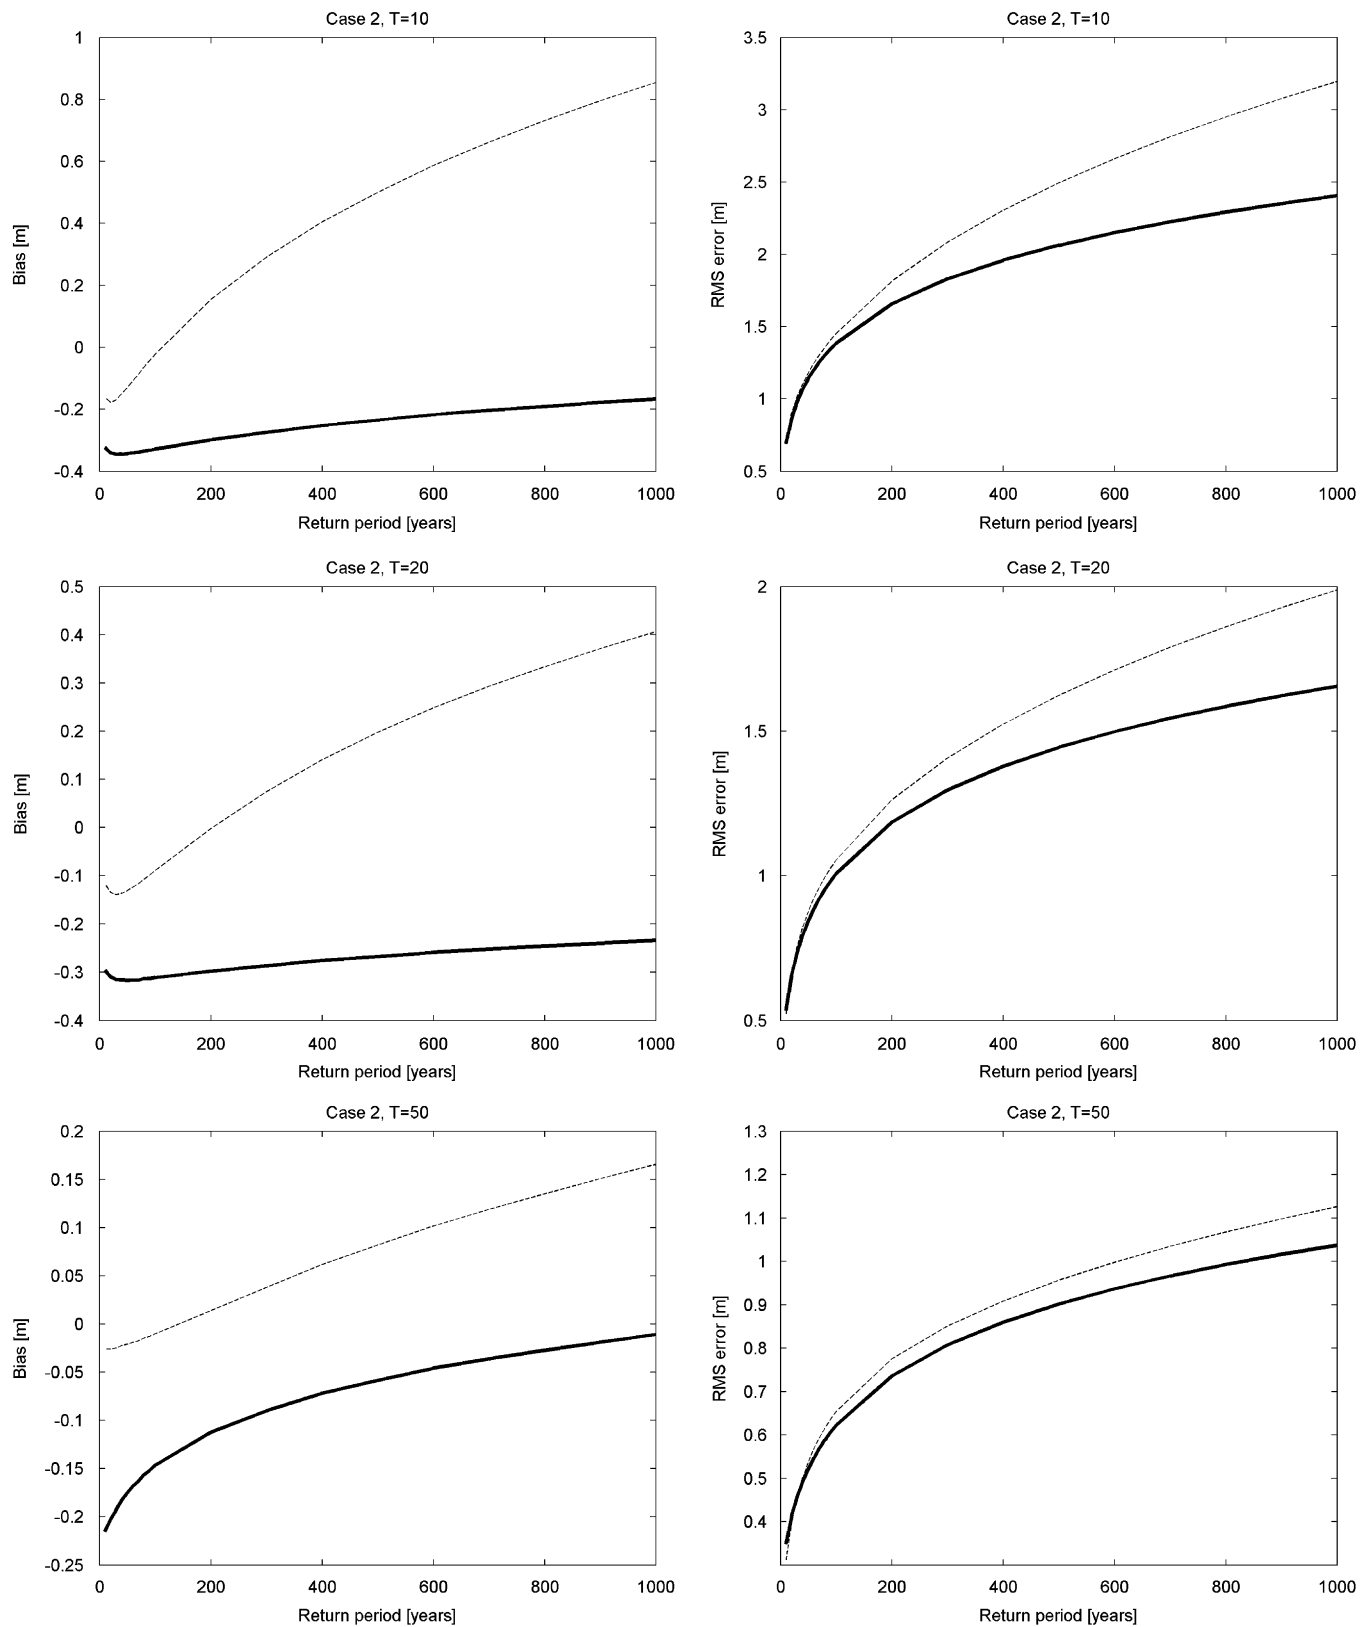 Case 2, T=10
1
0.8
0.6
0.4
0.2
0
-0.2
-0.4
Bias [m]
0 200 400 600 800 1000
Return period [years]
Case 2, T=10
3.5
3
2.5
2
1.5
1
0.5
RMS error [m]
0 200 400 600 800 1000
Return period [years]
Case 2, T=20
0.5
0.4
0.3
0.2
0.1
0
-0.1
-0.2
-0.3
-0.4
Bias [m]
0 200 400 600 800 1000
Return period [years]
Case 2, T=20
2
1.5
1
0.5
RMS error [m]
0 200 400 600 800 1000
Return period [years]
Case 2, T=50
0.2
0.15
0.1
0.05
0
-0.05
-0.1
-0.15
-0.2
-0.25
Bias [m]
0 200 400 600 800 1000
Return period [years]
Case 2, T=50
1.3
1.2
1.1
1
0.9
0.8
0.7
0.6
0.5
0.4
RMS error [m]
0 200 400 600 800 1000
Return period [years]